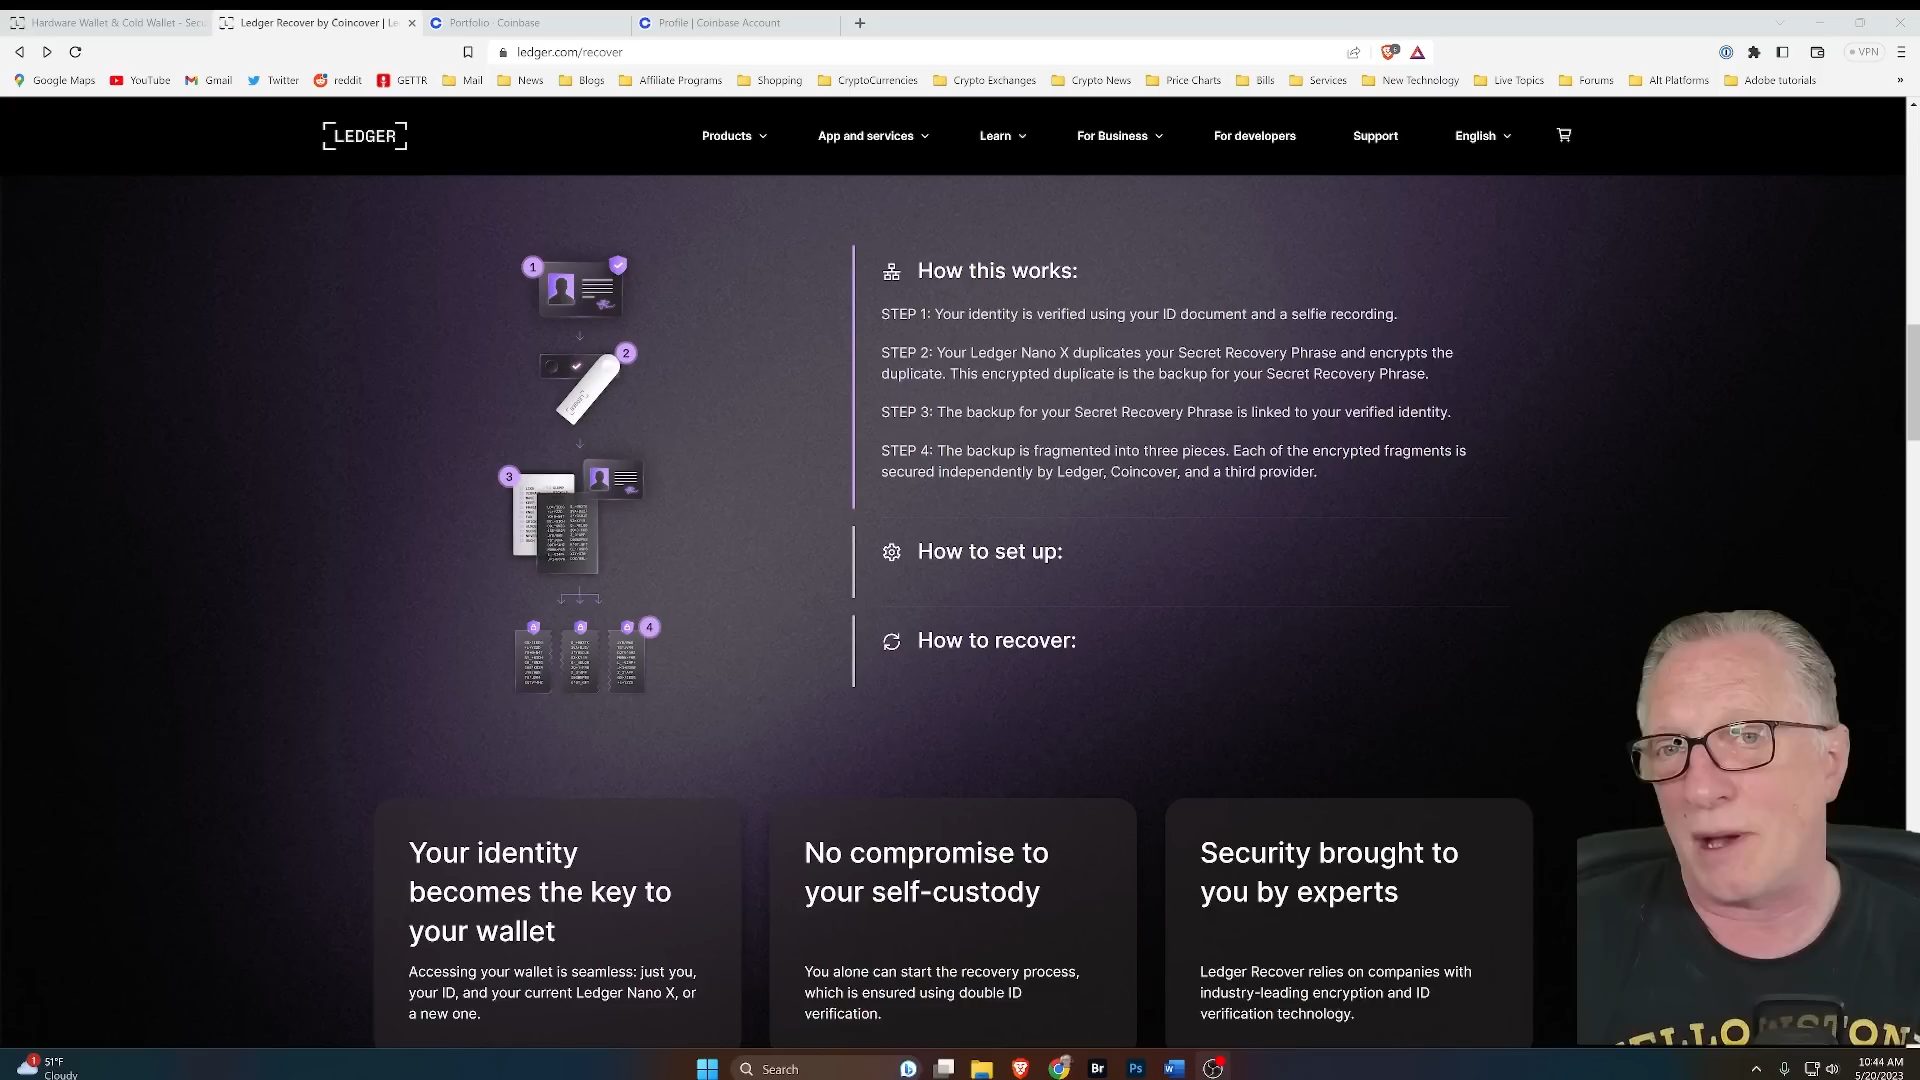 Hardware Wallet & Cold Wallet - Secu
Ledger Recover by Coincover | Le
Portfolio · Coinbase
Profile | Coinbase Account
ledger.com/recover
6
VPN
Google Maps
YouTube
Gmail
Twitter
reddit
GETTR
Mail
News
Blogs
Affiliate Programs
Shopping
CryptoCurrencies
Crypto Exchanges
Crypto News
Price Charts
Bills
Services
New Technology
Live Topics
Forums
Alt Platforms
Adobe tutorials
»
LEDGER
Products
App and services
Learn
For Business
For developers
Support
English
1
2
3
4
How this works:
STEP 1: Your identity is verified using your ID document and a selfie recording.
STEP 2: Your Ledger Nano X duplicates your Secret Recovery Phrase and encrypts the
duplicate. This encrypted duplicate is the backup for your Secret Recovery Phrase.
STEP 3: The backup for your Secret Recovery Phrase is linked to your verified identity.
STEP 4: The backup is fragmented into three pieces. Each of the encrypted fragments is
secured independently by Ledger, Coincover, and a third provider.
How to set up:
How to recover:
Your identity
becomes the key to
your wallet
Accessing your wallet is seamless: just you,
your ID, and your current Ledger Nano X, or
a new one.
No compromise to
your self-custody
You alone can start the recovery process,
which is ensured using double ID
verification.
Security brought to
you by experts
Ledger Recover relies on companies with
industry-leading encryption and ID
verification technology.
1
51°F
Cloudy
Search
Br
Ps
W
10:44 AM
5/20/2023